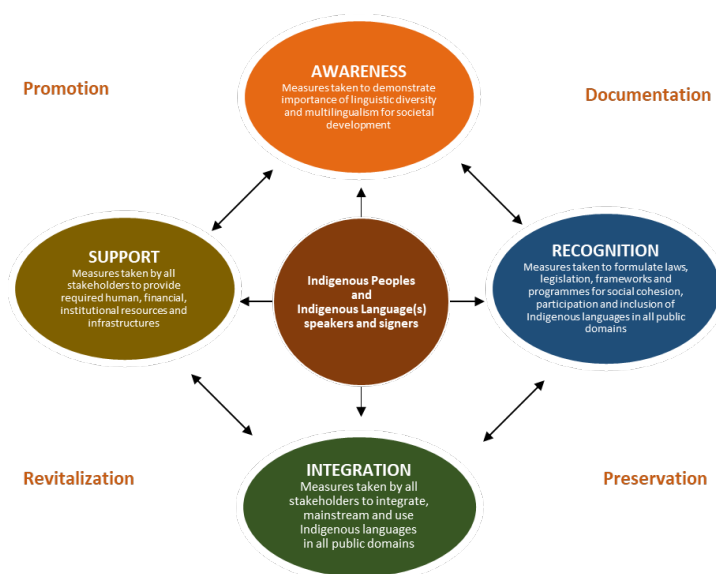 Promotion
AWARENESS
Measures taken to demonstrate
importance of linguistic diversity
and multilingualism for societal
development
Documentation
SUPPORT
Measures taken by all
stakeholders to provide
required human, financial,
institutional resources and
infrastructures
Indigenous Peoples
and
Indigenous Language(s)
speakers and signers
RECOGNITION
Measures taken to formulate laws,
legislation, frameworks and
programmes for social cohesion,
participation and inclusion of
Indigenous languages in all public
domains
Revitalization
INTEGRATION
Measures taken by all
stakeholders to integrate,
mainstream and use
Indigenous languages
in all public domains
Preservation